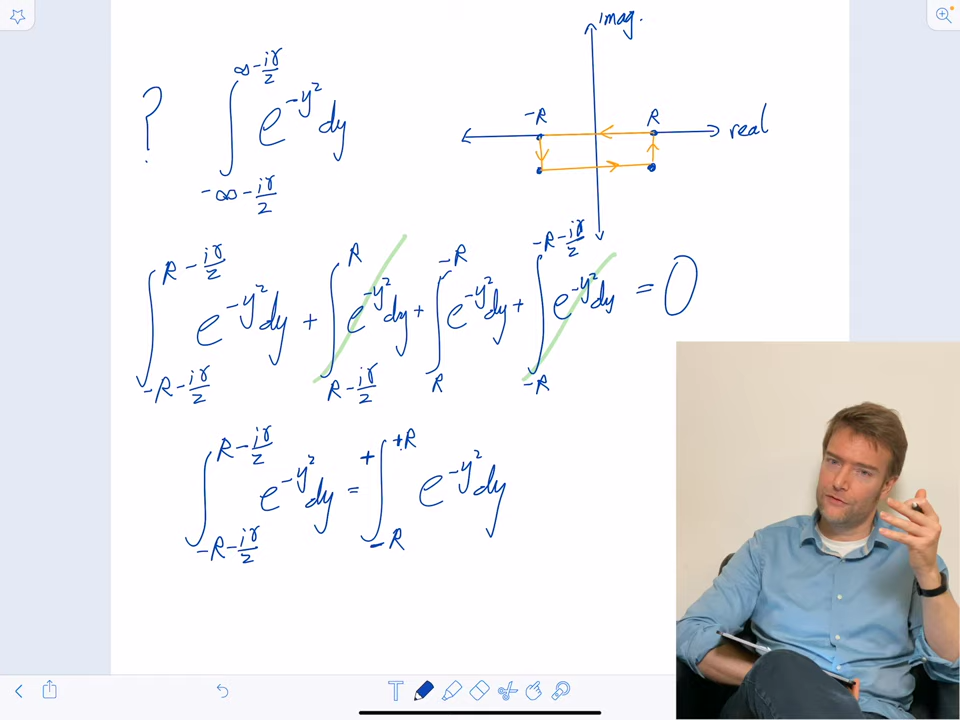 imag.
? ∫_{-∞-iγ/2}^{∞-iγ/2} e^{-y²} dy
-R
R
real
∫_{-R-iγ/2}^{R-iγ/2} e^{-y²} dy + ∫_{R-iγ/2}^{R} e^{-y²} dy + ∫_{R}^{-R} e^{-y²} dy + ∫_{-R}^{-R-iγ/2} e^{-y²} dy = 0
∫_{-R-iγ/2}^{R-iγ/2} e^{-y²} dy = + ∫_{-R}^{+R} e^{-y²} dy
T